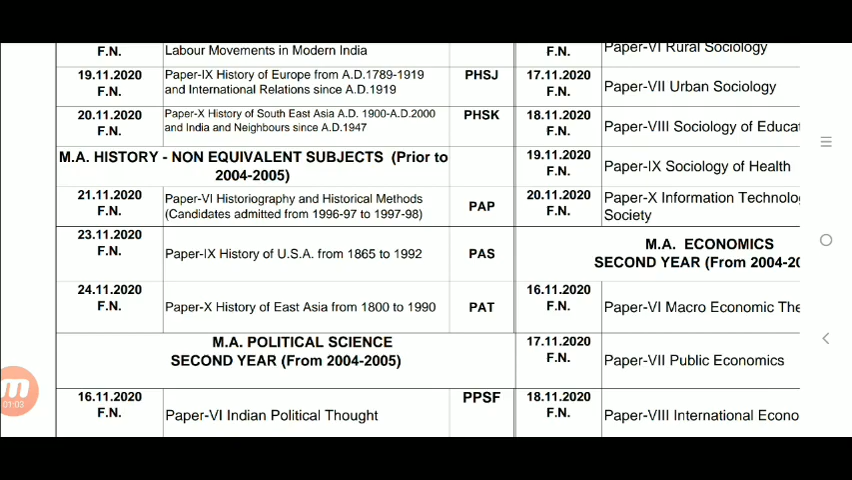 F.N.
Labour Movements in Modern India
19.11.2020
F.N.
Paper-IX History of Europe from A.D.1789-1919
and International Relations since A.D.1919
PHSJ
20.11.2020
F.N.
Paper-X History of South East Asia A.D. 1900-A.D.2000
and India and Neighbours since A.D.1947
PHSK
M.A. HISTORY - NON EQUIVALENT SUBJECTS (Prior to
2004-2005)
21.11.2020
F.N.
Paper-VI Historiography and Historical Methods
(Candidates admitted from 1996-97 to 1997-98)
PAP
23.11.2020
F.N.
Paper-IX History of U.S.A. from 1865 to 1992
PAS
24.11.2020
F.N.
Paper-X History of East Asia from 1800 to 1990
PAT
M.A. POLITICAL SCIENCE
SECOND YEAR (From 2004-2005)
16.11.2020
F.N.
Paper-VI Indian Political Thought
PPSF
F.N.
Paper-VI Rural Sociology
17.11.2020
F.N.
Paper-VII Urban Sociology
18.11.2020
F.N.
Paper-VIII Sociology of Educat
19.11.2020
F.N.
Paper-IX Sociology of Health
20.11.2020
F.N.
Paper-X Information Technolo
Society
M.A. ECONOMICS
SECOND YEAR (From 2004-20
16.11.2020
F.N.
Paper-VI Macro Economic The
17.11.2020
F.N.
Paper-VII Public Economics
18.11.2020
F.N.
Paper-VIII International Econo
01:03